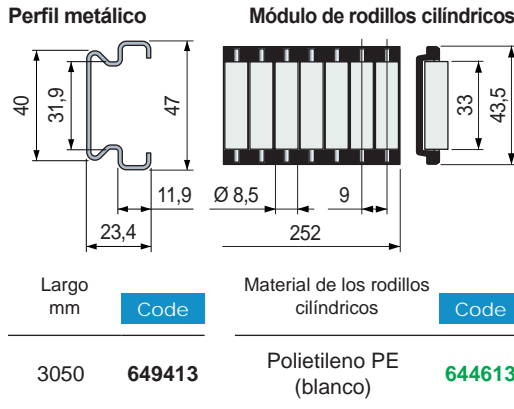 Perfil metálico
Módulo de rodillos cilíndricos
40
31,9
47
11,9
23,4
33
43,5
Ø 8,5
9
252
Largo
mm
Code
3050
649413
Material de los rodillos
cilíndricos
Code
Polietileno PE
(blanco)
644613